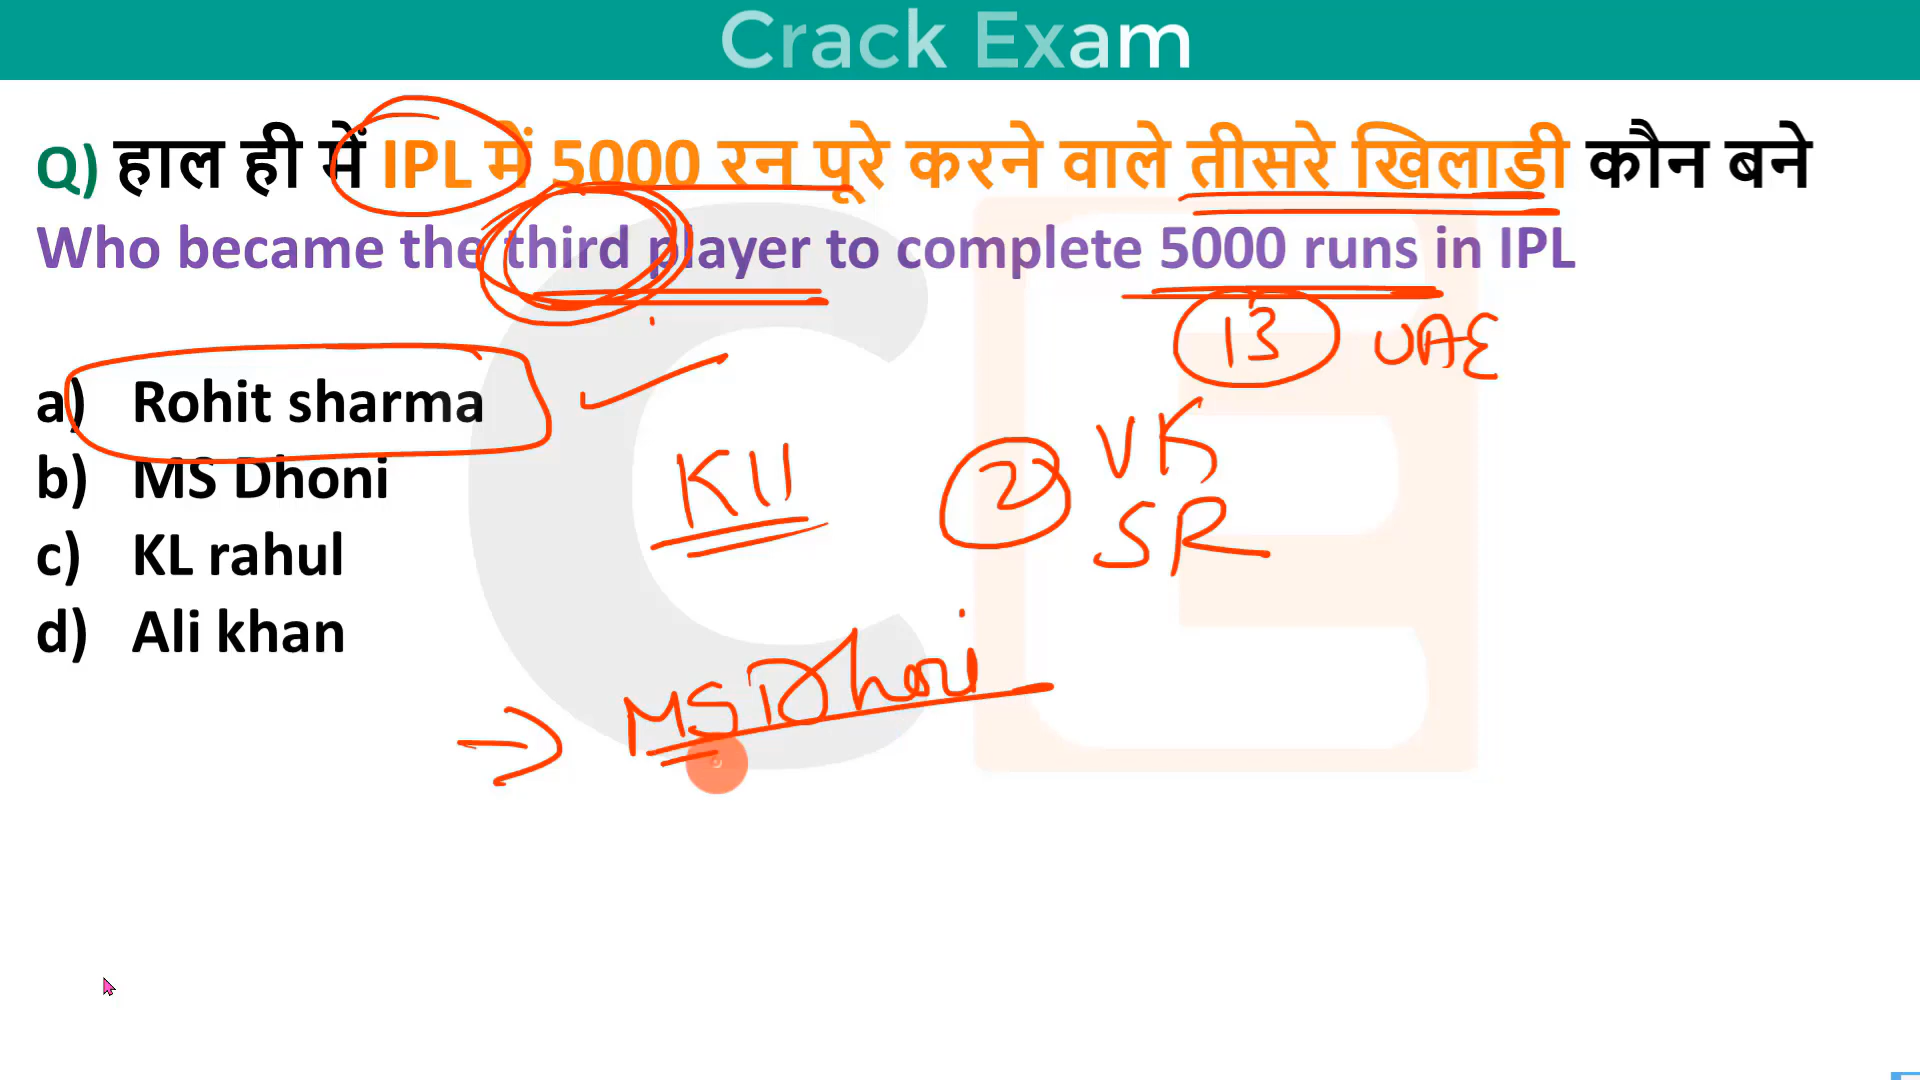 Crack Exam
Q) हाल ही में IPL में 5000 रन पूरे करने वाले तीसरे खिलाडी कौन बने
Who became the third player to complete 5000 runs in IPL
13 UAE
a) Rohit sharma
b) MS Dhoni
c) KL rahul
d) Ali khan
2 VK
SR
MS Dhoni